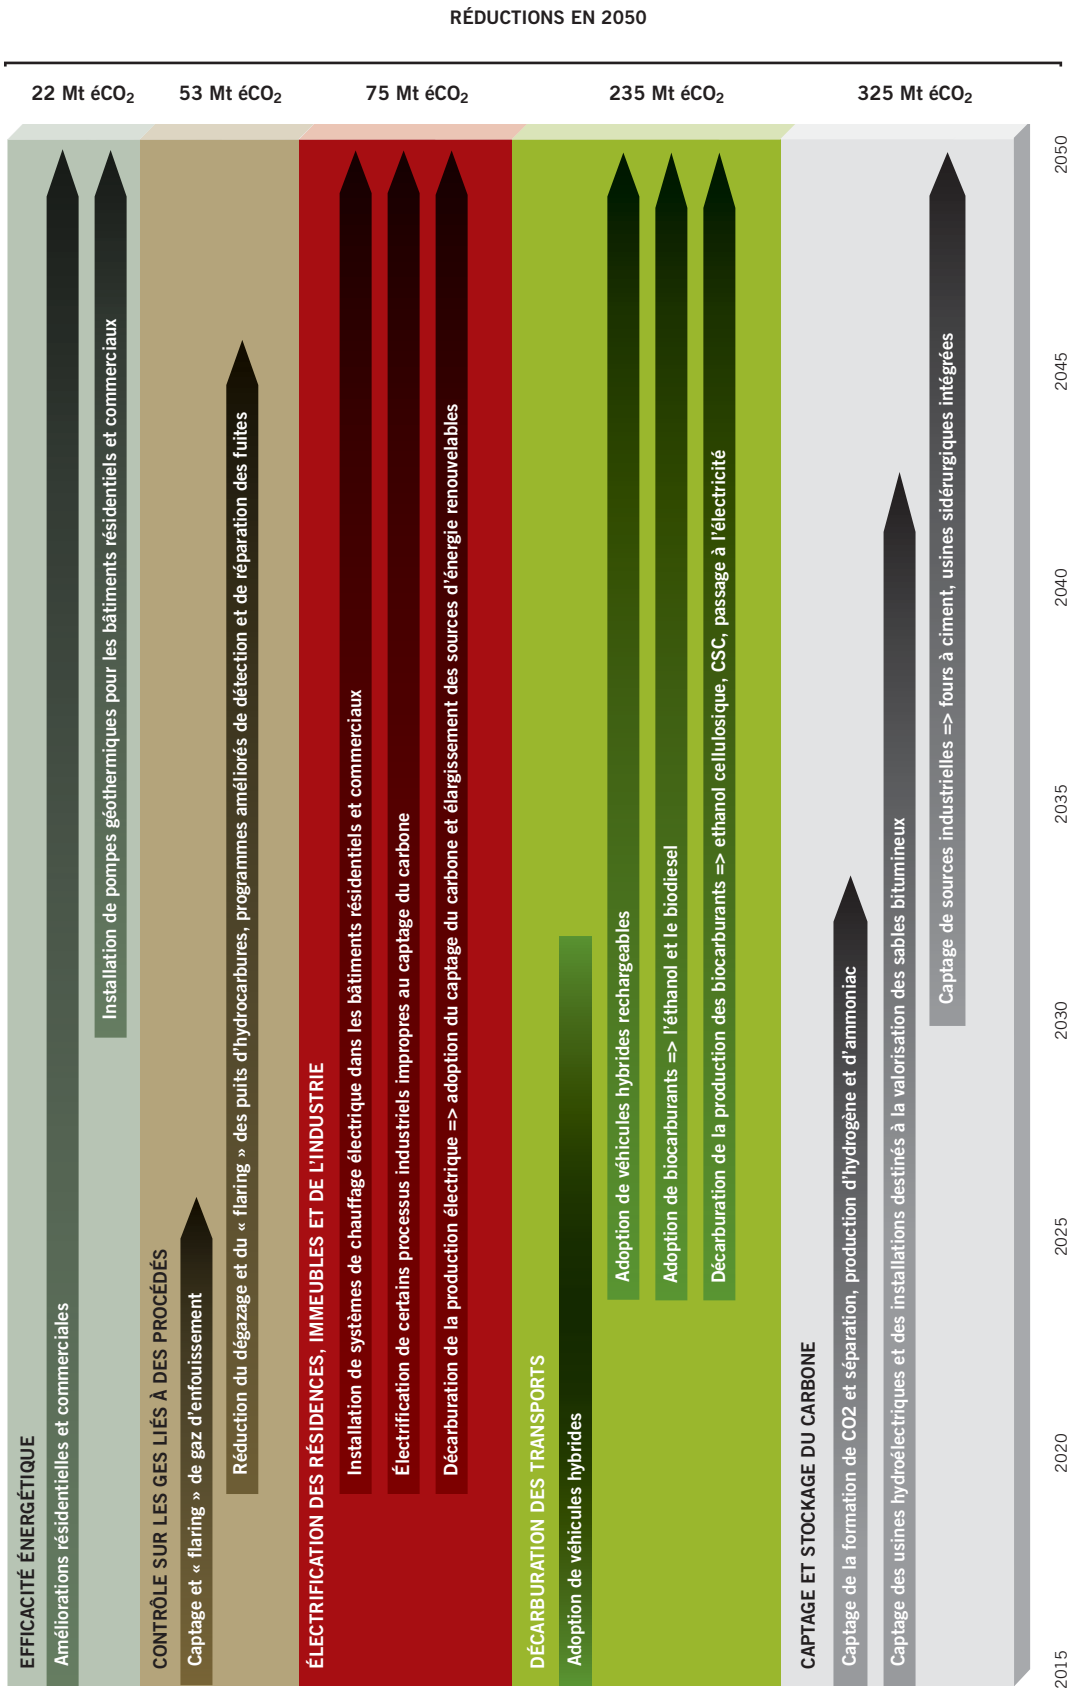 RÉDUCTIONS EN 2050
22 Mt éCO2
53 Mt éCO2
75 Mt éCO2
235 Mt éCO2
325 Mt éCO2
EFFICACITÉ ÉNERGÉTIQUE
Améliorations résidentielles et commerciales
Installation de pompes géothermiques pour les bâtiments résidentiels et commerciaux
CONTRÔLE SUR LES GES LIÉS À DES PROCÉDÉS
Captage et « flaring » de gaz d'enfouissement
Réduction du dégazage et du « flaring » des puits d'hydrocarbures, programmes améliorés de détection et de réparation des fuites
ÉLECTRIFICATION DES RÉSIDENCES, IMMEUBLES ET DE L'INDUSTRIE
Installation de systèmes de chauffage électrique dans les bâtiments résidentiels et commerciaux
Électrification de certains processus industriels impropres au captage du carbone
Décarburation de la production électrique => adoption du captage du carbone et élargissement des sources d'énergie renouvelables
DÉCARBURATION DES TRANSPORTS
Adoption de véhicules hybrides
Adoption de véhicules hybrides rechargeables
Adoption de biocarburants => l'éthanol et le biodiesel
Décarburation de la production des biocarburants => ethanol cellulosique, CSC, passage à l'électricité
CAPTAGE ET STOCKAGE DU CARBONE
Captage de la formation de CO2 et séparation, production d'hydrogène et d'ammoniac
Captage des usines hydroélectriques et des installations destinés à la valorisation des sables bitumineux
Captage de sources industrielles => fours à ciment, usines sidérurgiques intégrées
2050
2045
2040
2035
2030
2025
2020
2015